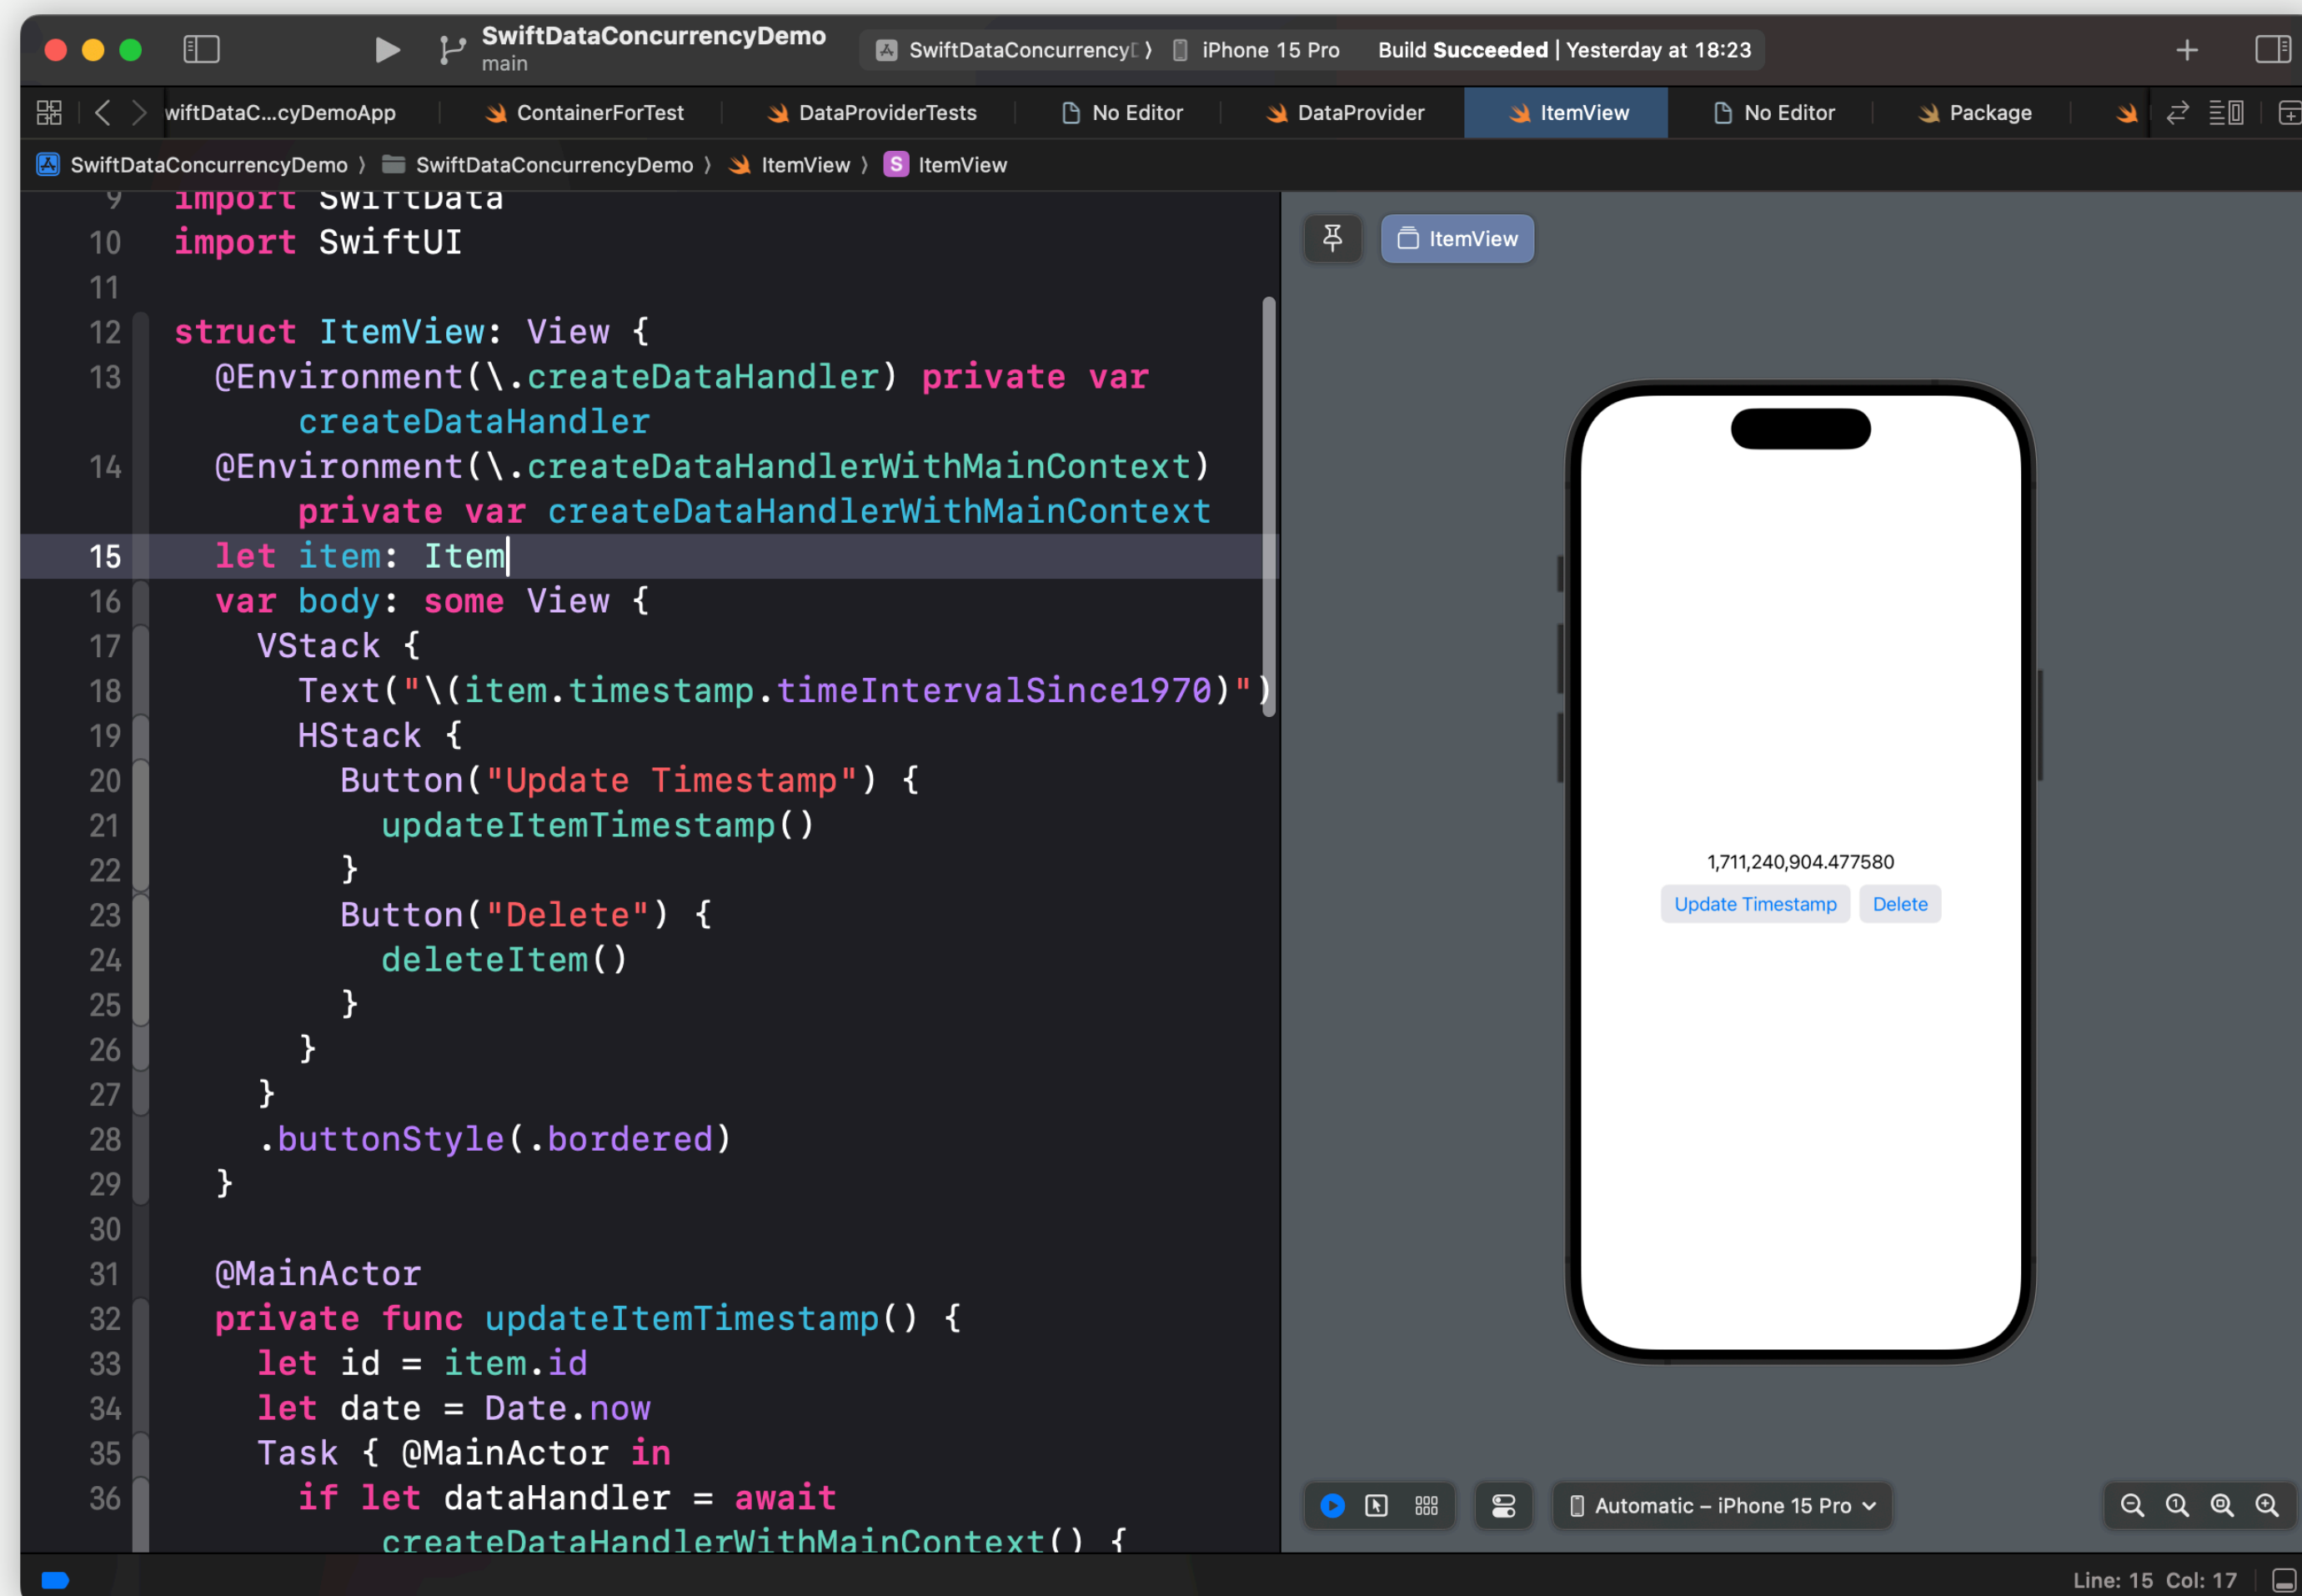 SwiftDataConcurrencyDemo
main
SwiftDataConcurrencyD iPhone 15 Pro Build Succeeded | Yesterday at 18:23
wiftDataC...cyDemoApp ContainerForTest DataProviderTests No Editor DataProvider ItemView No Editor Package
SwiftDataConcurrencyDemo SwiftDataConcurrencyDemo ItemView S ItemView
9 import SwiftData
10 import SwiftUI
11
12 struct ItemView: View {
13 @Environment(\.createDataHandler) private var
createDataHandler
14 @Environment(\.createDataHandlerWithMainContext)
private var createDataHandlerWithMainContext
15 let item: Item
16 var body: some View {
17 VStack {
18 Text("\(item.timestamp.timeIntervalSince1970)")
19 HStack {
20 Button("Update Timestamp") {
21 updateItemTimestamp()
22 }
23 Button("Delete") {
24 deleteItem()
25 }
26 }
27 }
28 .buttonStyle(.bordered)
29 }
30
31 @MainActor
32 private func updateItemTimestamp() {
33 let id = item.id
34 let date = Date.now
35 Task { @MainActor in
36 if let dataHandler = await
createDataHandlerWithMainContext() {
ItemView
1,711,240,904.477580
Update Timestamp Delete
Automatic – iPhone 15 Pro
Line: 15 Col: 17